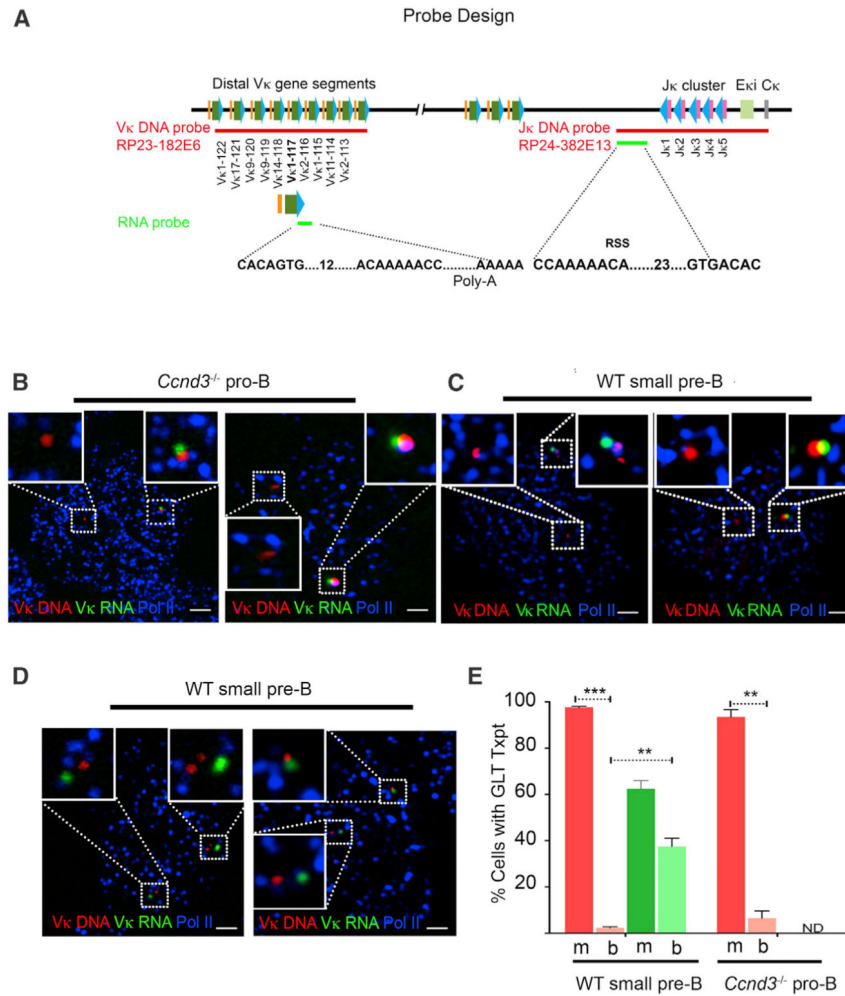 A
Probe Design
Distal Vκ gene segments
Jκ cluster
Eκi
Cκ
Vκ DNA probe
RP23-182E6
Jκ DNA probe
RP24-382E13
Vκ1-122
Vκ17-121
Vκ9-120
Vκ9-119
Vκ14-118
Vκ1-117
Vκ2-116
Vκ1-115
Vκ11-114
Vκ2-113
Jκ1
Jκ2
Jκ3
Jκ4
Jκ5
RNA probe
RSS
CACAGTG....12......ACAAAAACC........AAAAA
CCAAAAACA......23....GTGACAC
Poly-A
B
Ccnd3-/- pro-B
Vκ DNA Vκ RNA Pol II
Vκ DNA Vκ RNA Pol II
C
WT small pre-B
Vκ DNA Vκ RNA Pol II
Vκ DNA Vκ RNA Pol II
D
WT small pre-B
Vκ DNA Vκ RNA Pol II
Vκ DNA Vκ RNA Pol II
E
% Cells with GLT Txpt
100
80
60
40
20
***
**
**
ND
m b m b m b
WT small pre-B
Ccnd3-/- pro-B